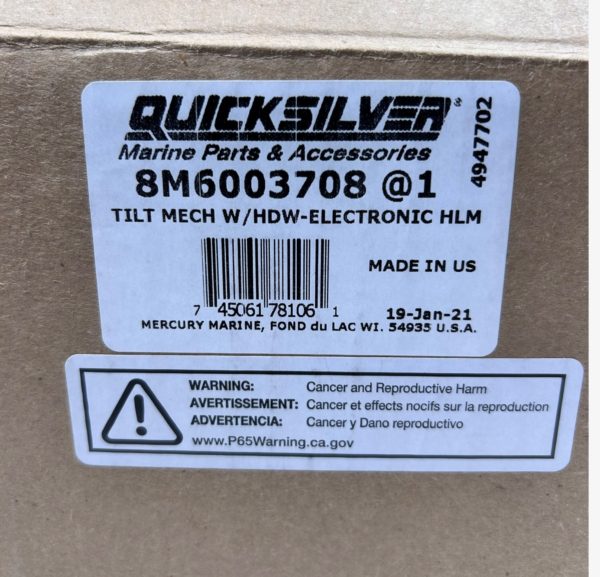 QUICKSILVER®
Marine Parts & Accessories
4947702
8M6003708 @1
TILT MECH W/HDW-ELECTRONIC HLM
MADE IN US
7 45061 78106 1
19-Jan-21
MERCURY MARINE, FOND du LAC WI. 54935 U.S.A.
WARNING: Cancer and Reproductive Harm
AVERTISSEMENT: Cancer et effects nocifs sur la reproduction
ADVERTENCIA: Cancer y Dano reproductivo
www.P65Warning.ca.gov